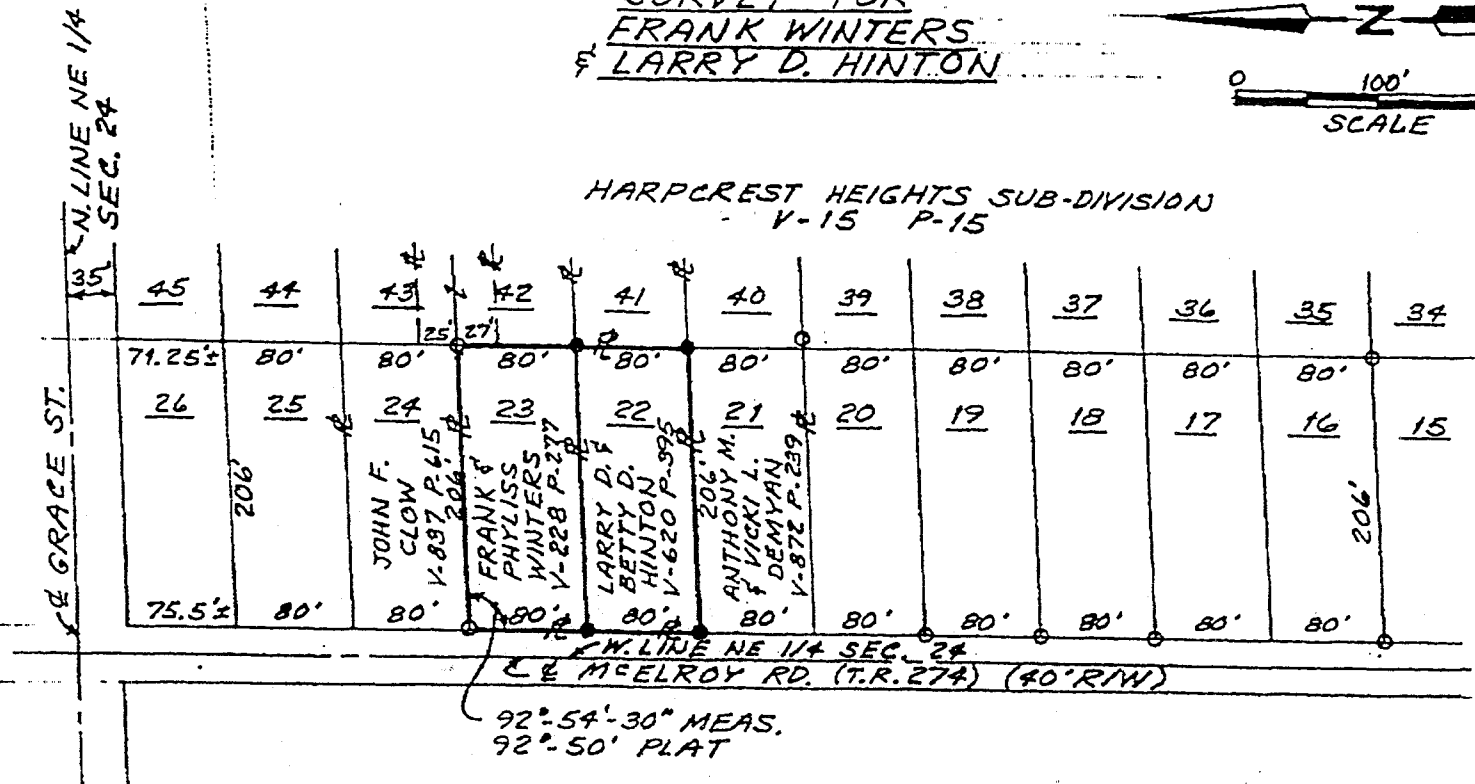 FRANK WINTERS
& LARRY D. HINTON
N
0 100'
SCALE
N. LINE NE 1/4
SEC. 24
HARPCREST HEIGHTS SUB-DIVISION
V-15 P-15
35
45 44 43 42 41 40 39 38 37 36 35 34
25' 27'
71.25'± 80' 80' 80' 80' 80' 80' 80' 80' 80' 80'
26 25 24 23 22 21 20 19 18 17 16 15
℄ GRACE ST.
206'
JOHN F.
CLOW
V-897 P-615
206'
FRANK &
PHYLISS
WINTERS
V-228 P-277
LARRY D. &
BETTY D.
HINTON
V-620 P-395
206'
ANTHONY M.
& VICKI L.
DEMYAN
V-872 P-239
206'
75.5'± 80' 80' 80' 80' 80' 80' 80' 80' 80' 80'
W. LINE NE 1/4 SEC. 24
℄ McELROY RD. (T.R. 274) (40' R/W)
92°-54'-30" MEAS.
92°-50' PLAT